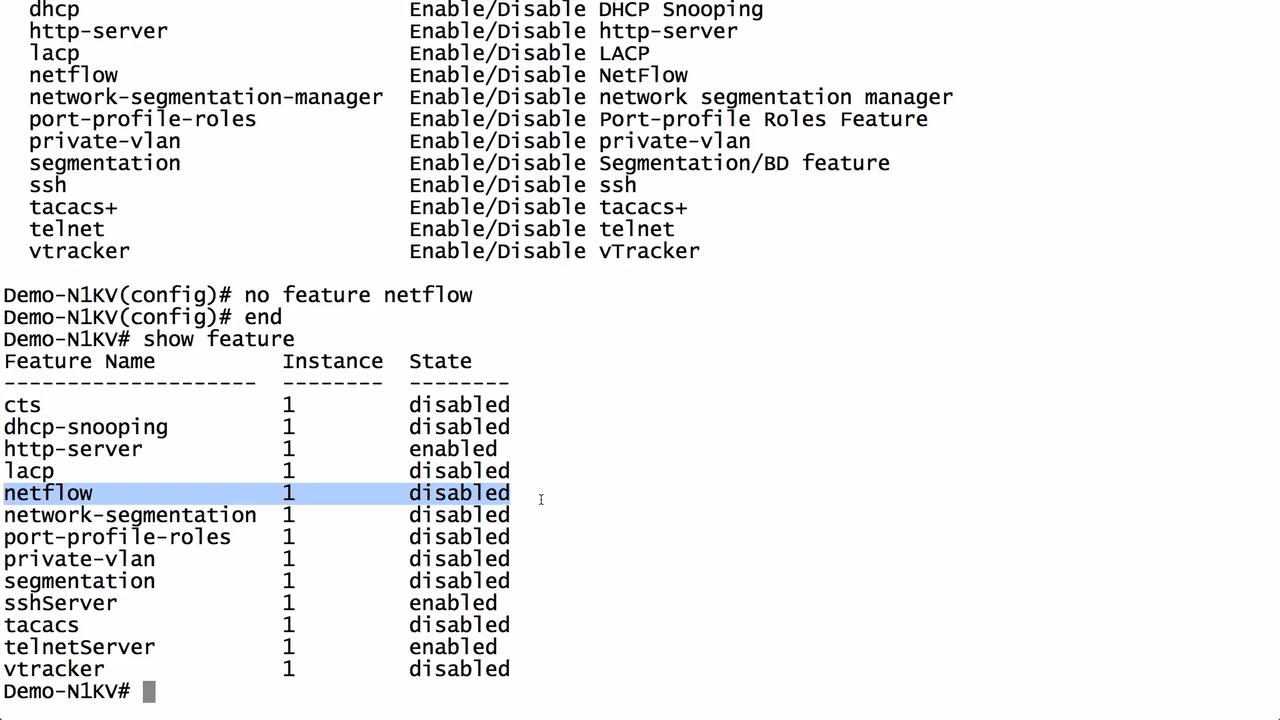 dhcp Enable/Disable DHCP Snooping
http-server Enable/Disable http-server
lacp Enable/Disable LACP
netflow Enable/Disable NetFlow
network-segmentation-manager Enable/Disable network segmentation manager
port-profile-roles Enable/Disable Port-profile Roles Feature
private-vlan Enable/Disable private-vlan
segmentation Enable/Disable Segmentation/BD feature
ssh Enable/Disable ssh
tacacs+ Enable/Disable tacacs+
telnet Enable/Disable telnet
vtracker Enable/Disable vTracker
Demo-N1KV(config)# no feature netflow
Demo-N1KV(config)# end
Demo-N1KV# show feature
Feature Name Instance State
-------------------- -------- --------
cts 1 disabled
dhcp-snooping 1 disabled
http-server 1 enabled
lacp 1 disabled
netflow 1 disabled
network-segmentation 1 disabled
port-profile-roles 1 disabled
private-vlan 1 disabled
segmentation 1 disabled
sshServer 1 enabled
tacacs 1 disabled
telnetServer 1 enabled
vtracker 1 disabled
Demo-N1KV#